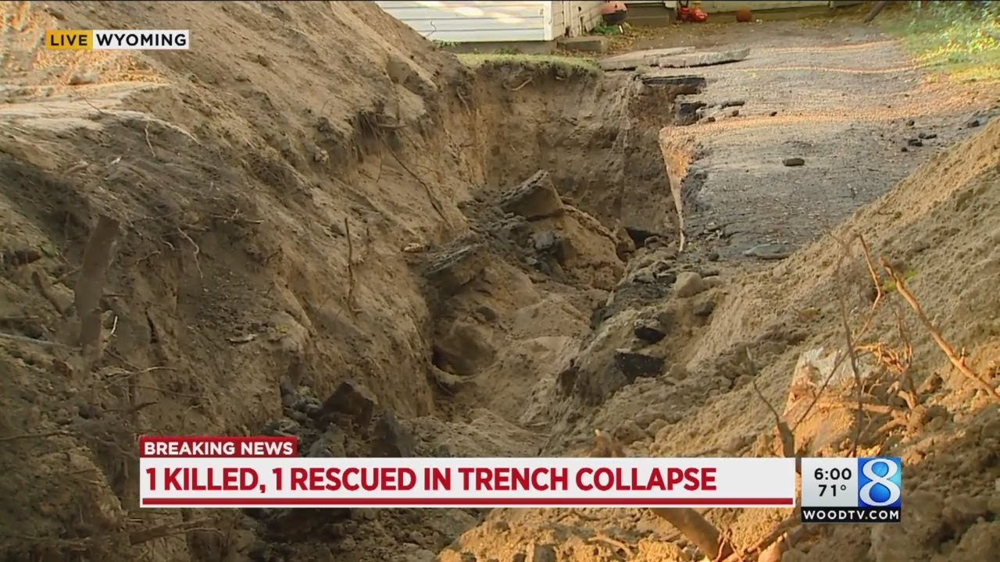 LIVE WYOMING
BREAKING NEWS
1 KILLED, 1 RESCUED IN TRENCH COLLAPSE
6:00
71°
8
WOODTV.COM